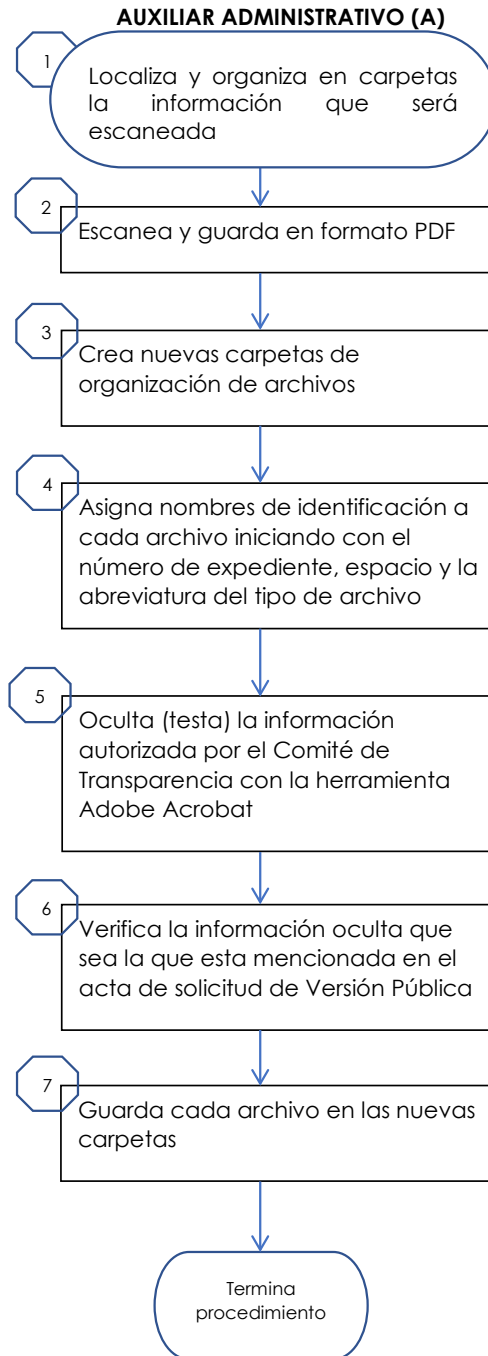 AUXILIAR ADMINISTRATIVO (A)
1
Localiza y organiza en carpetas
la información que será
escaneada
2
Escanea y guarda en formato PDF
3
Crea nuevas carpetas de
organización de archivos
4
Asigna nombres de identificación a
cada archivo iniciando con el
número de expediente, espacio y la
abreviatura del tipo de archivo
5
Oculta (testa) la información
autorizada por el Comité de
Transparencia con la herramienta
Adobe Acrobat
6
Verifica la información oculta que
sea la que esta mencionada en el
acta de solicitud de Versión Pública
7
Guarda cada archivo en las nuevas
carpetas
Termina
procedimiento